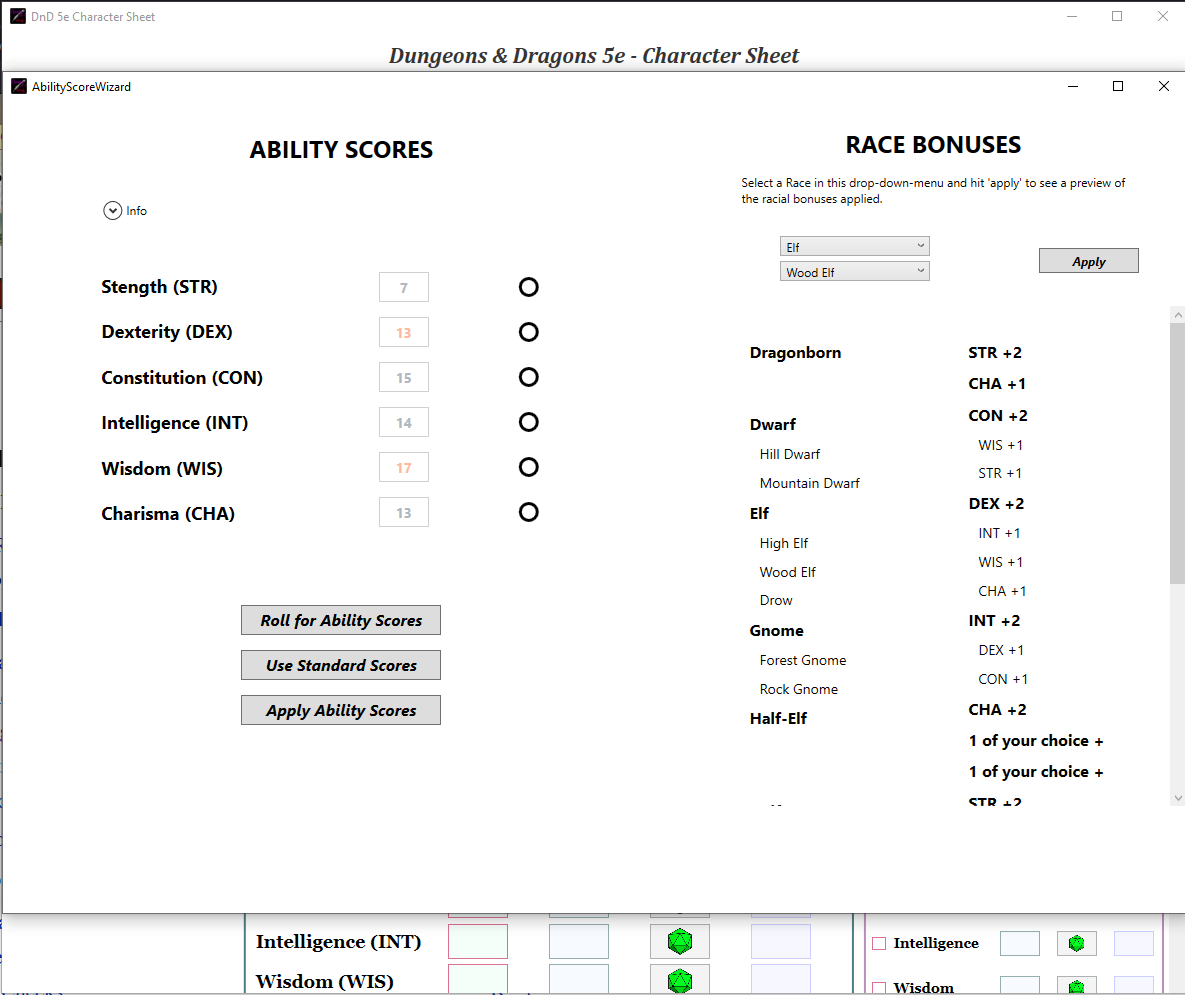 DnD 5e Character Sheet
Dungeons & Dragons 5e - Character Sheet
AbilityScoreWizard
ABILITY SCORES
Info
Stength (STR) 7
Dexterity (DEX) 13
Constitution (CON) 15
Intelligence (INT) 14
Wisdom (WIS) 17
Charisma (CHA) 13
Roll for Ability Scores
Use Standard Scores
Apply Ability Scores
RACE BONUSES
Select a Race in this drop-down-menu and hit 'apply' to see a preview of
the racial bonuses applied.
Elf
Wood Elf
Apply
Dragonborn STR +2
CHA +1
CON +2
Dwarf
Hill Dwarf WIS +1
Mountain Dwarf STR +1
Elf DEX +2
High Elf INT +1
Wood Elf WIS +1
Drow CHA +1
Gnome INT +2
Forest Gnome DEX +1
Rock Gnome CON +1
Half-Elf CHA +2
1 of your choice +
1 of your choice +
STR +2
Intelligence (INT)
Wisdom (WIS)
Intelligence
Wisdom